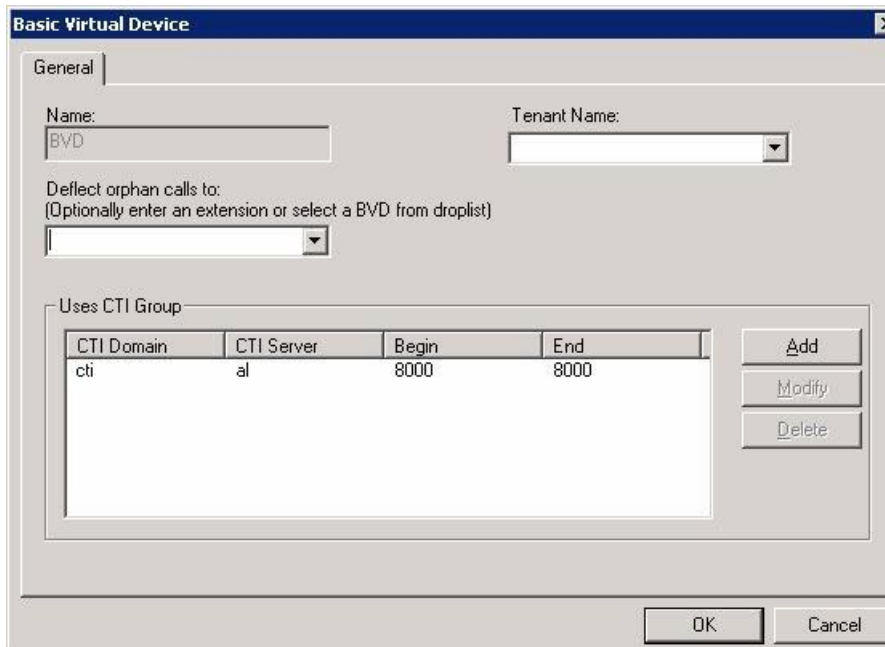 Basic Virtual Device
General
Name:
BVD
Tenant Name:
Deflect orphan calls to:
(Optionally enter an extension or select a BVD from droplist)
Uses CTI Group
CTI Domain CTI Server Begin End
cti al 8000 8000
Add
Modify
Delete
OK Cancel